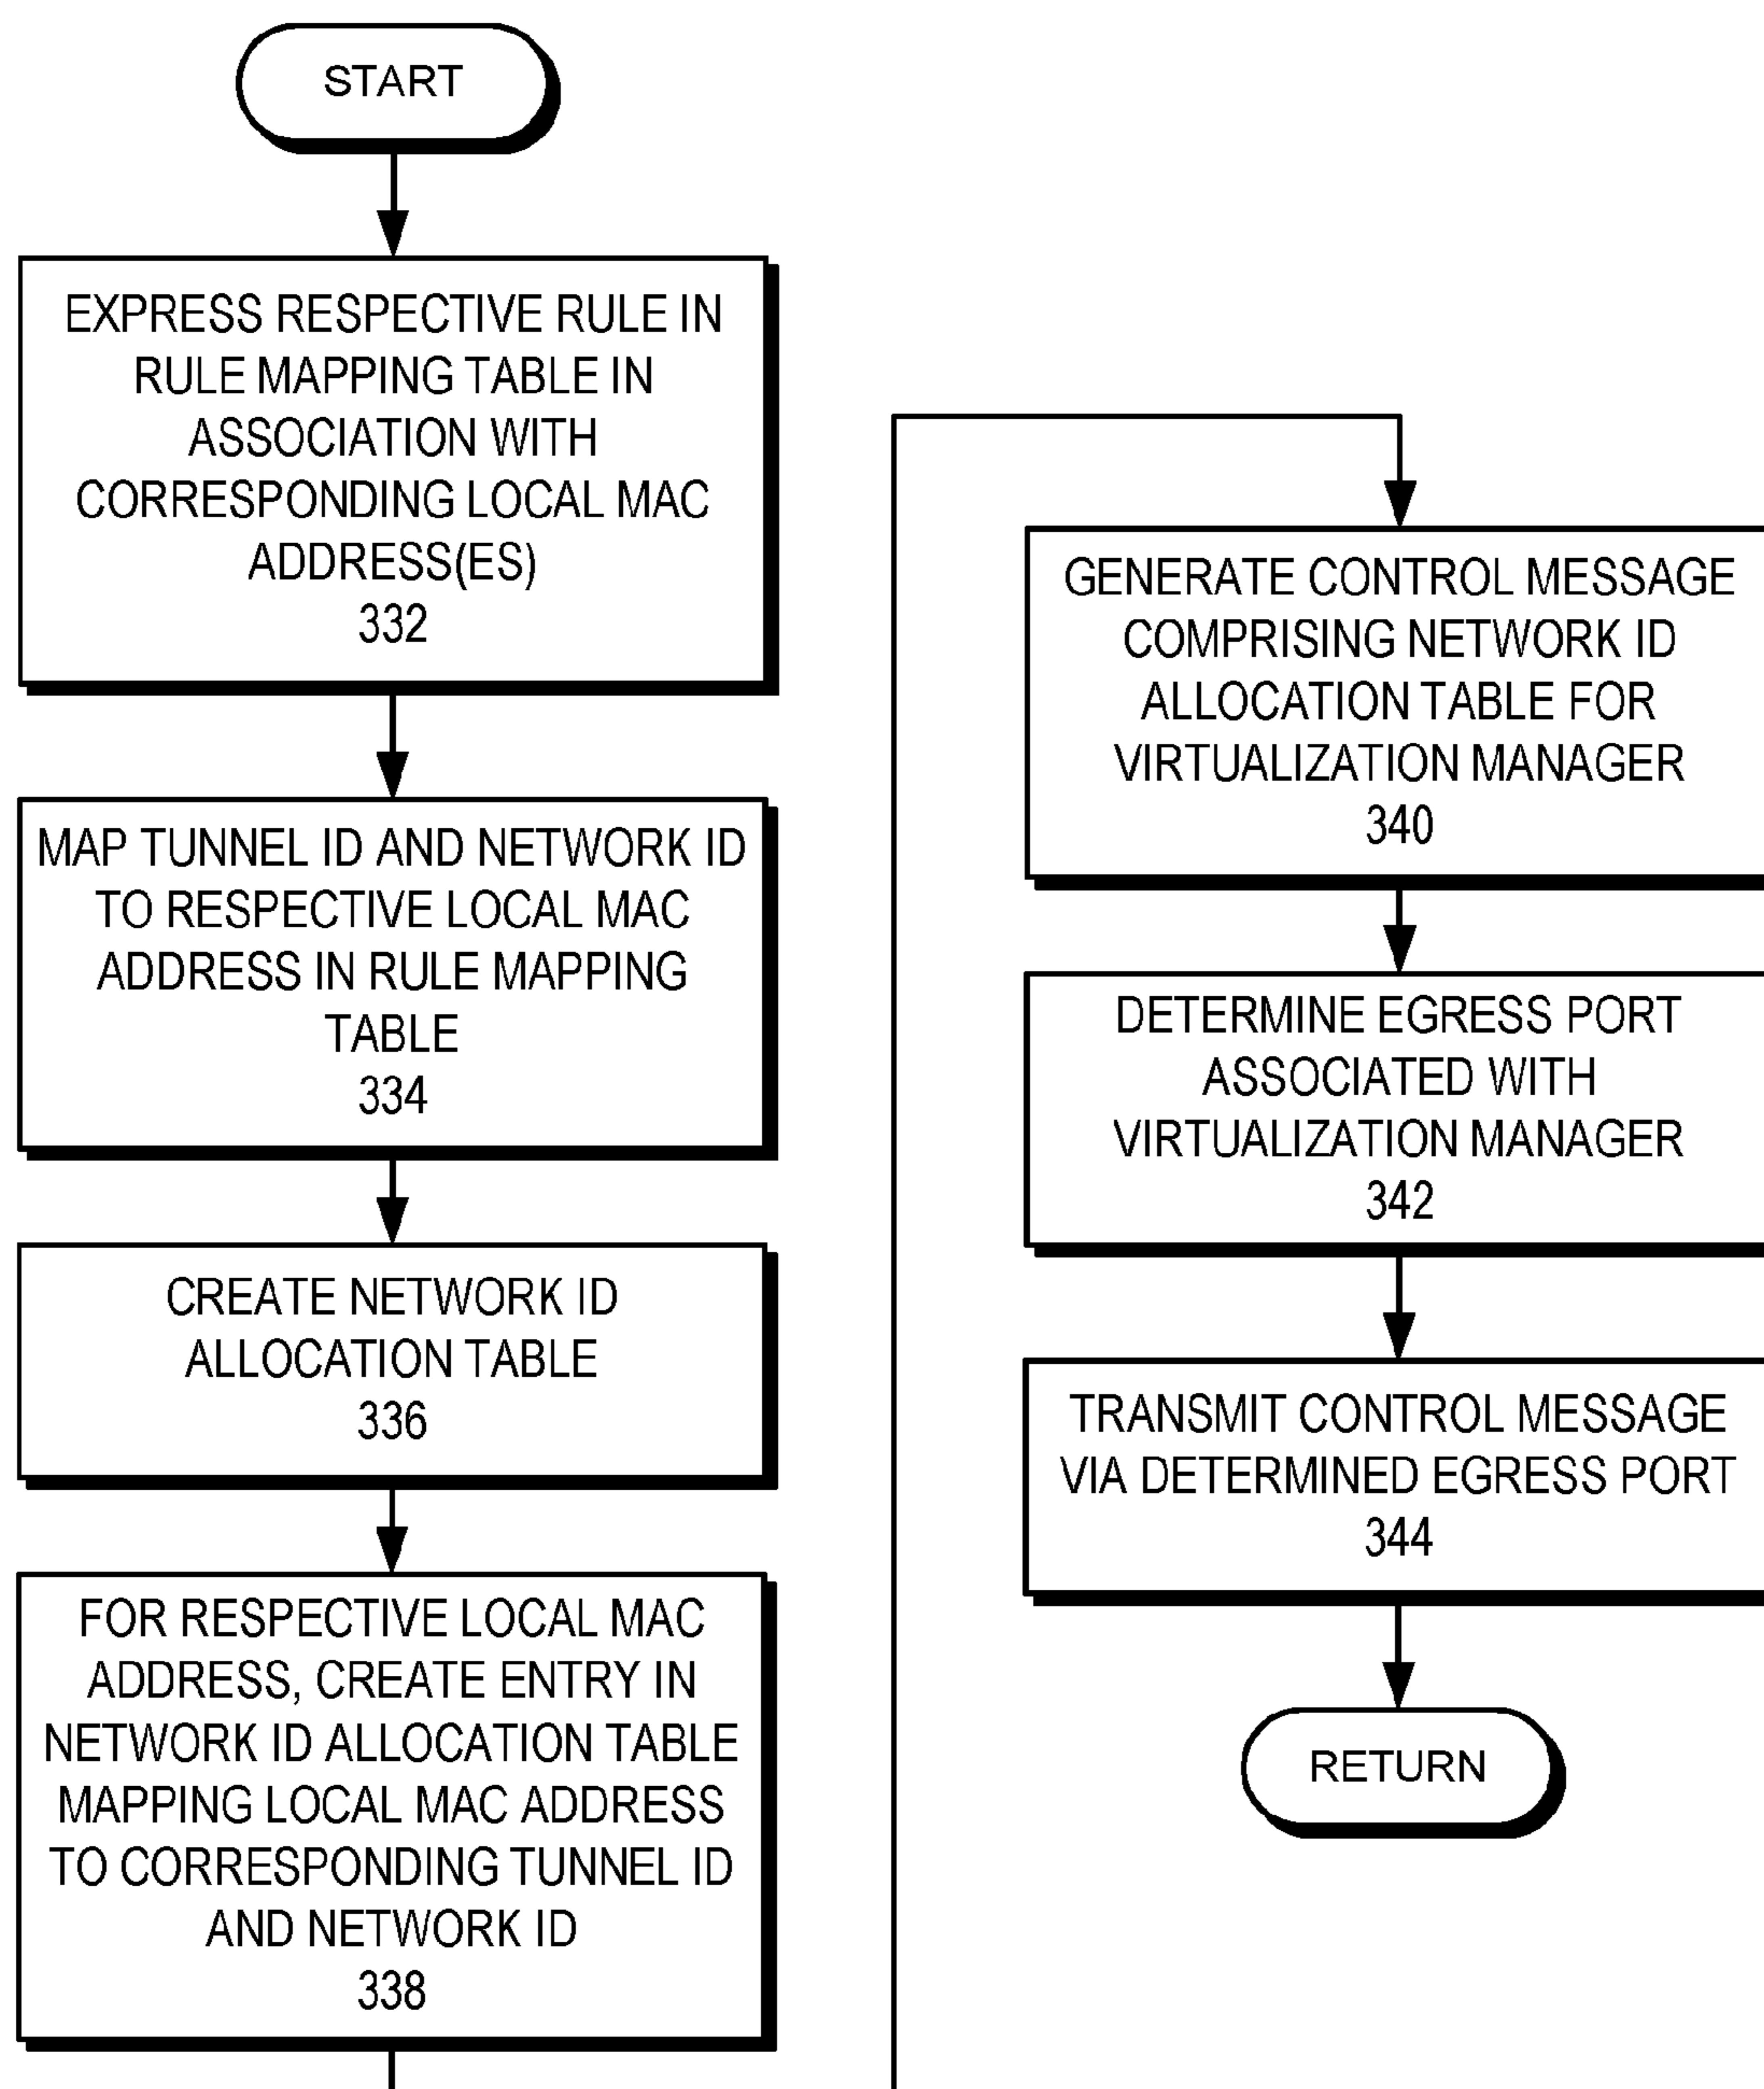 START
EXPRESS RESPECTIVE RULE IN
RULE MAPPING TABLE IN
ASSOCIATION WITH
CORRESPONDING LOCAL MAC
ADDRESS(ES)
332
MAP TUNNEL ID AND NETWORK ID
TO RESPECTIVE LOCAL MAC
ADDRESS IN RULE MAPPING
TABLE
334
CREATE NETWORK ID
ALLOCATION TABLE
336
FOR RESPECTIVE LOCAL MAC
ADDRESS, CREATE ENTRY IN
NETWORK ID ALLOCATION TABLE
MAPPING LOCAL MAC ADDRESS
TO CORRESPONDING TUNNEL ID
AND NETWORK ID
338
GENERATE CONTROL MESSAGE
COMPRISING NETWORK ID
ALLOCATION TABLE FOR
VIRTUALIZATION MANAGER
340
DETERMINE EGRESS PORT
ASSOCIATED WITH
VIRTUALIZATION MANAGER
342
TRANSMIT CONTROL MESSAGE
VIA DETERMINED EGRESS PORT
344
RETURN